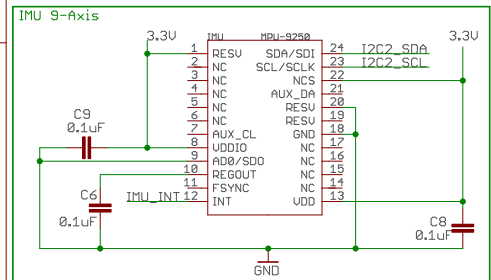 IMU 9-Axis
3.3V IMU MPU-9250 3.3V
1 RESV SDA/SDI 24 I2C2_SDA
2 NC SCL/SCLK 23 I2C2_SCL
3 NC NCS 22
4 NC AUX_DA 21
5 NC RESV 20
6 NC RESV 19
7 AUX_CL GND 18
8 VDDIO NC 17
9 AD0/SDO NC 16
10 REGOUT NC 15
11 FSYNC NC 14
IMU_INT 12 INT VDD 13
C9
0.1uF
C6
0.1uF
C8
0.1uF
GND